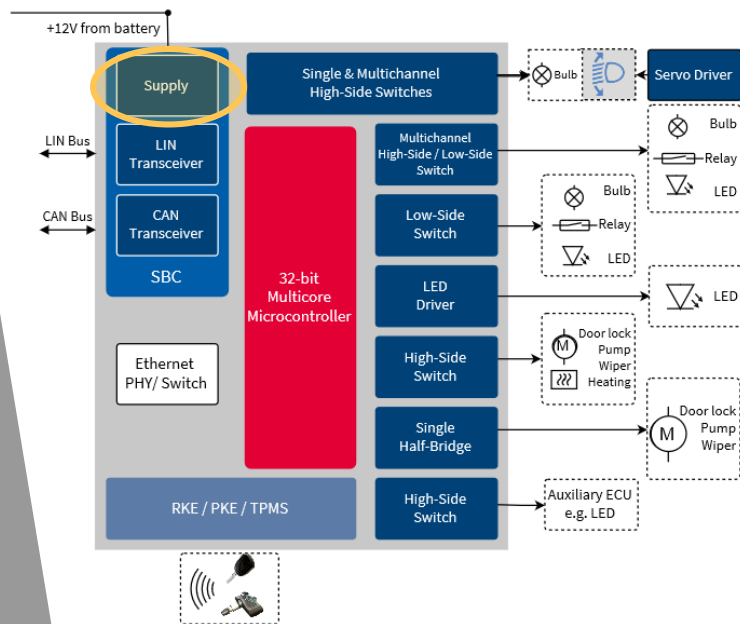 +12V from battery
Supply
Single & Multichannel
High-Side Switches
Bulb
Servo Driver
LIN Bus
LIN
Transceiver
Multichannel
High-Side / Low-Side
Switch
Bulb
Relay
LED
CAN Bus
CAN
Transceiver
SBC
Low-Side
Switch
Bulb
Relay
LED
32-bit
Multicore
Microcontroller
LED
Driver
LED
Ethernet
PHY/ Switch
High-Side
Switch
M
Door lock
Pump
Wiper
Heating
Single
Half-Bridge
M
Door lock
Pump
Wiper
RKE / PKE / TPMS
High-Side
Switch
Auxiliary ECU
e.g. LED